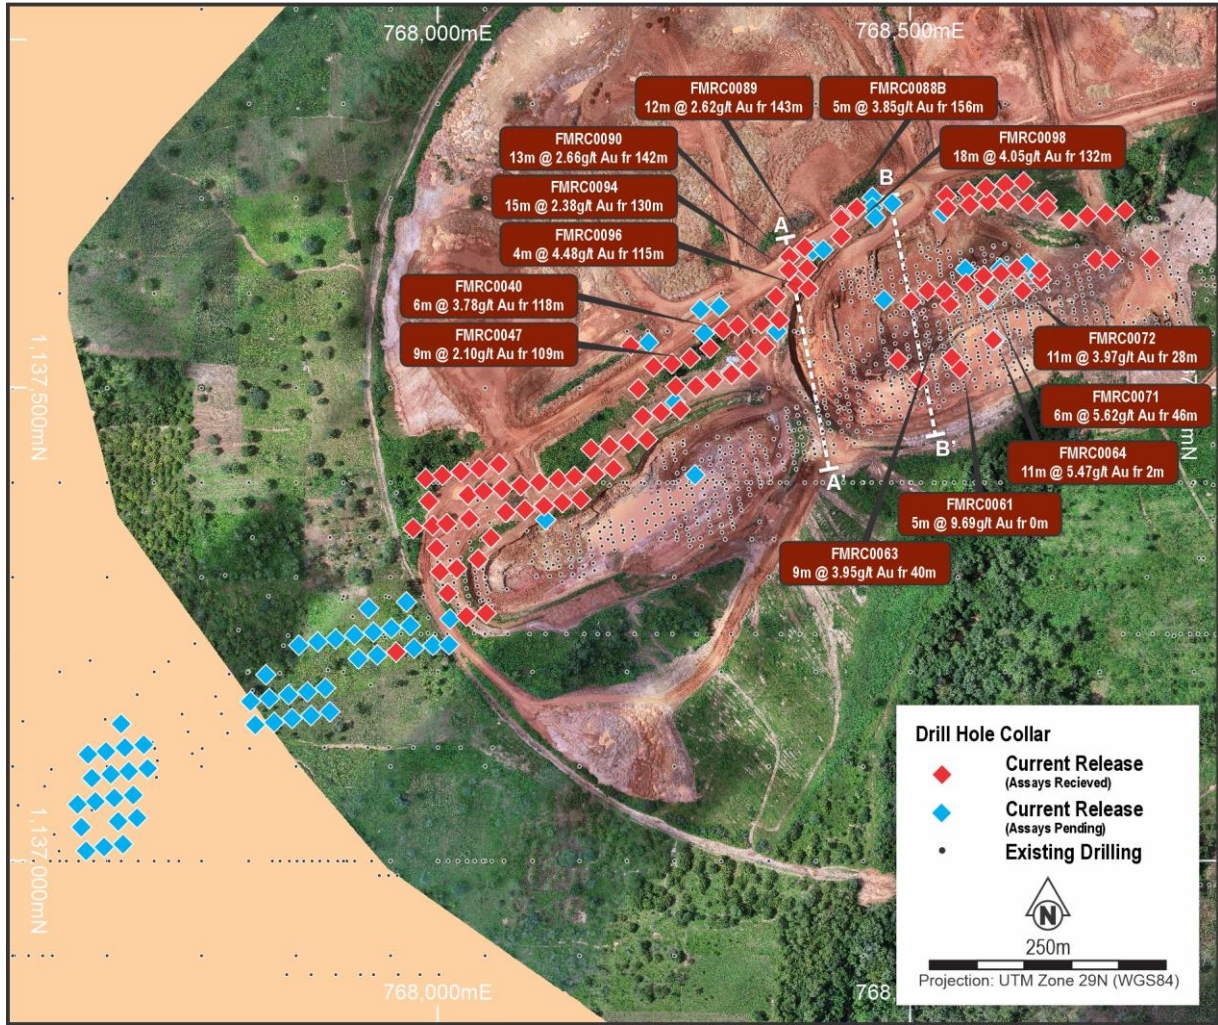 768,000mE
768,500mE
FMRC0089
12m @ 2.62g/t Au fr 143m
FMRC0088B
5m @ 3.85g/t Au fr 156m
FMRC0090
13m @ 2.66g/t Au fr 142m
FMRC0098
18m @ 4.05g/t Au fr 132m
FMRC0094
15m @ 2.38g/t Au fr 130m
B
FMRC0096
4m @ 4.48g/t Au fr 115m
A
FMRC0040
6m @ 3.78g/t Au fr 118m
FMRC0047
9m @ 2.10g/t Au fr 109m
FMRC0072
11m @ 3.97g/t Au fr 28m
1,137,500mN
FMRC0071
6m @ 5.62g/t Au fr 46m
B'
FMRC0064
11m @ 5.47g/t Au fr 2m
A'
FMRC0061
5m @ 9.69g/t Au fr 0m
FMRC0063
9m @ 3.95g/t Au fr 40m
1,137,000mN
Drill Hole Collar
Current Release
(Assays Recieved)
Current Release
(Assays Pending)
Existing Drilling
N
250m
Projection: UTM Zone 29N (WGS84)
768,000mE